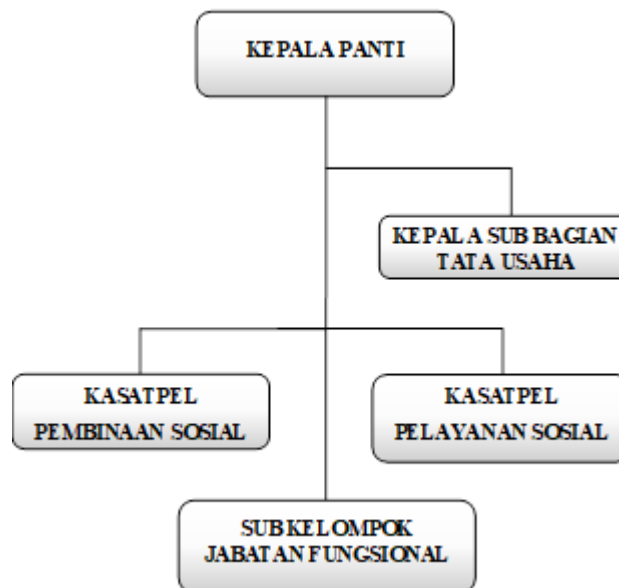 KEPALA PANTI
KEPALA SUB BAGIAN
TATA USAHA
KASATPEL
PEMBINAAN SOSIAL
KASATPEL
PELAYANAN SOSIAL
SUB KELOMPOK
JABATAN FUNGSIONAL